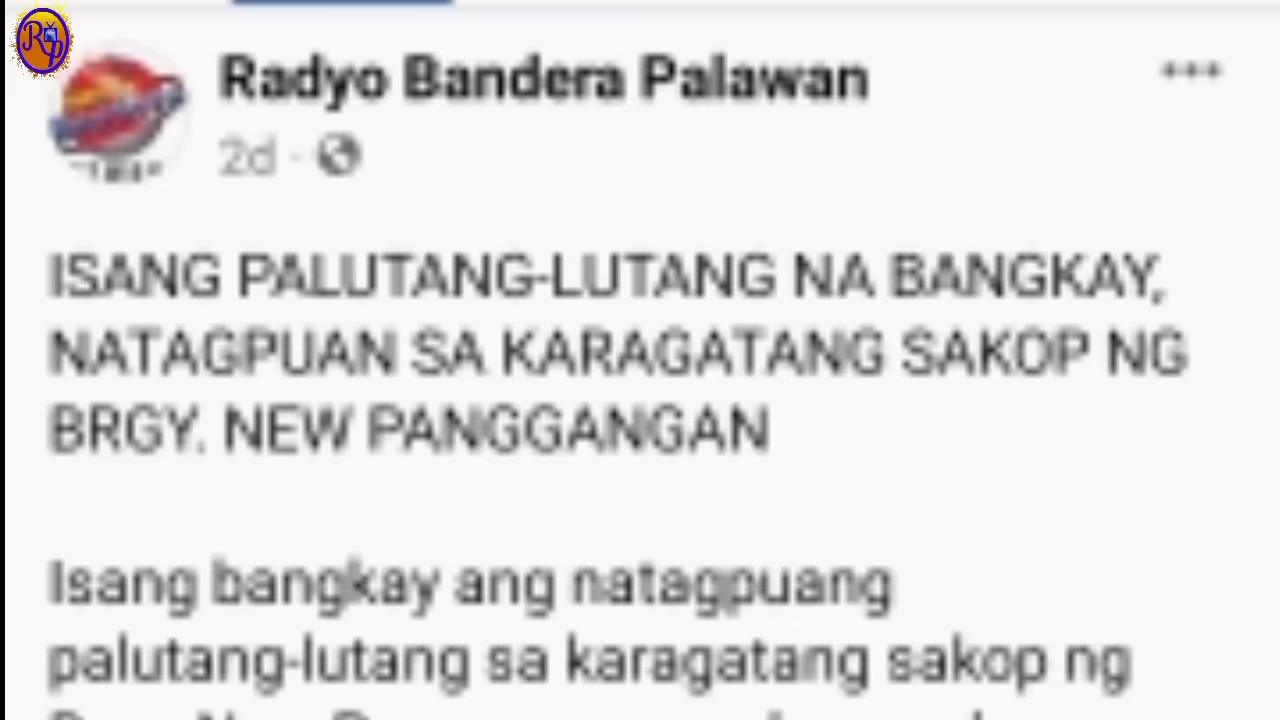 Rp
Radyo Bandera Palawan
2d ·
ISANG PALUTANG-LUTANG NA BANGKAY,
NATAGPUAN SA KARAGATANG SAKOP NG
BRGY. NEW PANGGANGAN
Isang bangkay ang natagpuang
palutang-lutang sa karagatang sakop ng